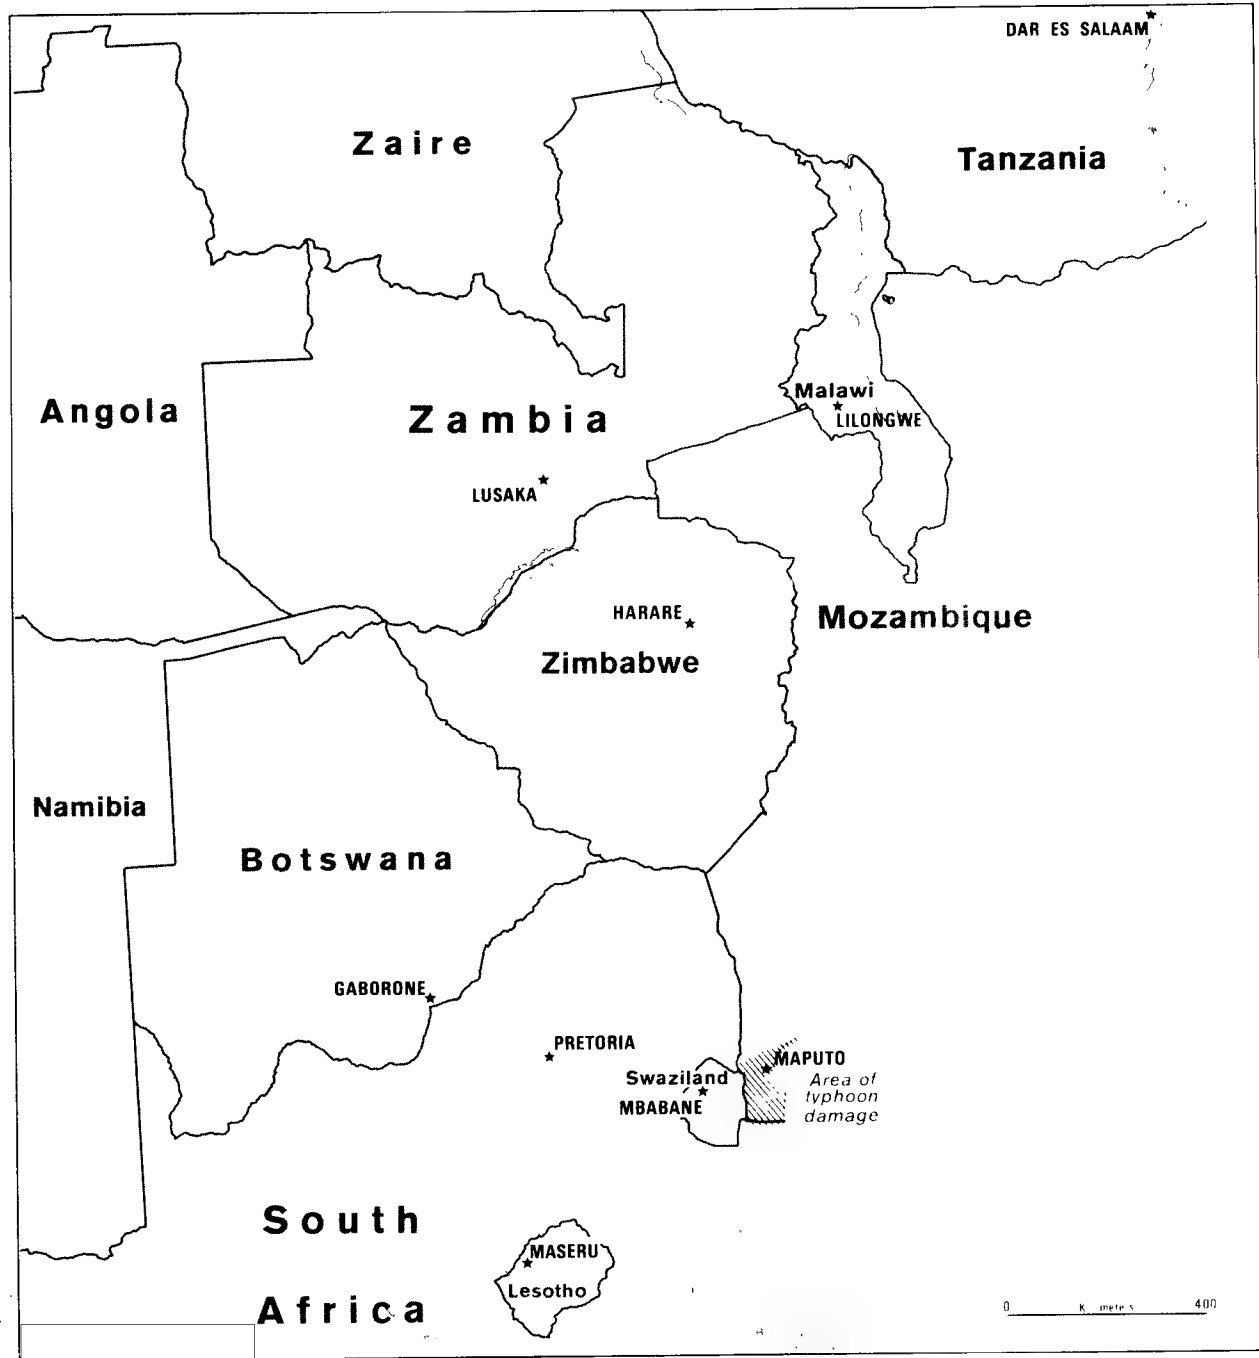 DAR ES SALAAM
Zaire
Tanzania
Malawi
LILONGWE
Angola
Zambia
LUSAKA
HARARE
Mozambique
Zimbabwe
Namibia
Botswana
GABORONE
PRETORIA
MAPUTO
Swaziland
MBABANE
Area of
typhoon
damage
South
MASERU
Lesotho
Africa
0 400